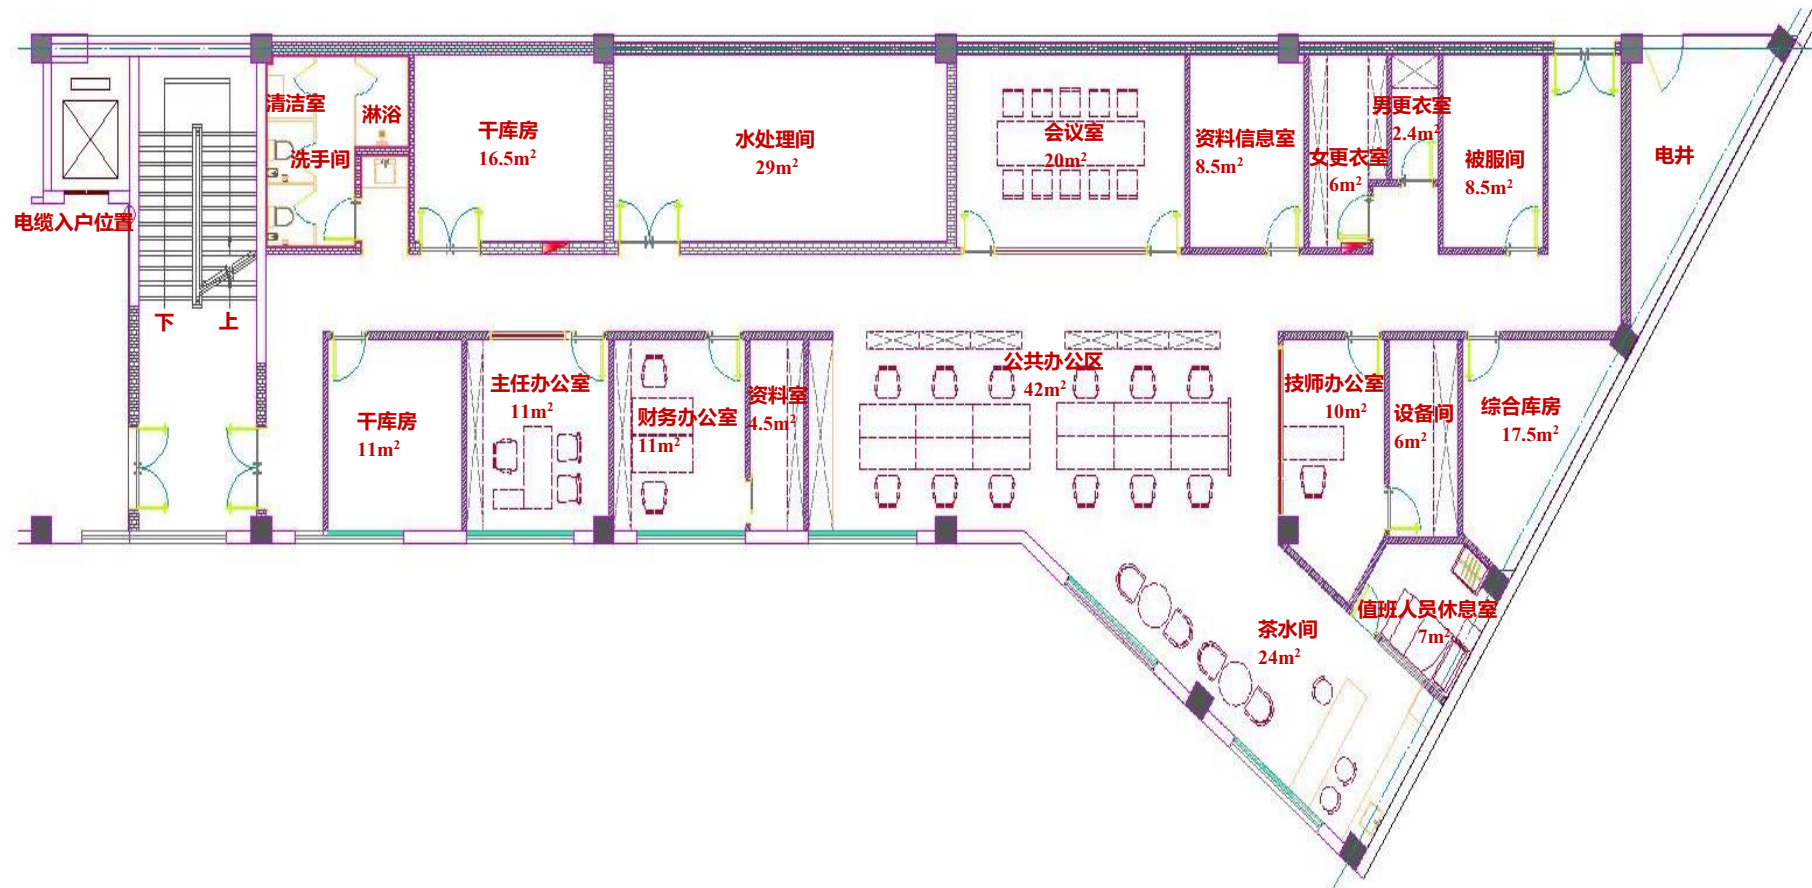 清洁室
淋浴
洗手间
干库房
16.5m²
水处理间
29m²
会议室
20m²
资料信息室
8.5m²
女更衣室
6m²
男更衣室
2.4m²
被服间
8.5m²
电井
电缆入户位置
下
上
干库房
11m²
主任办公室
11m²
财务办公室
11m²
资料室
4.5m²
公共办公区
42m²
技师办公室
10m²
设备间
6m²
综合库房
17.5m²
值班人员休息室
7m²
茶水间
24m²